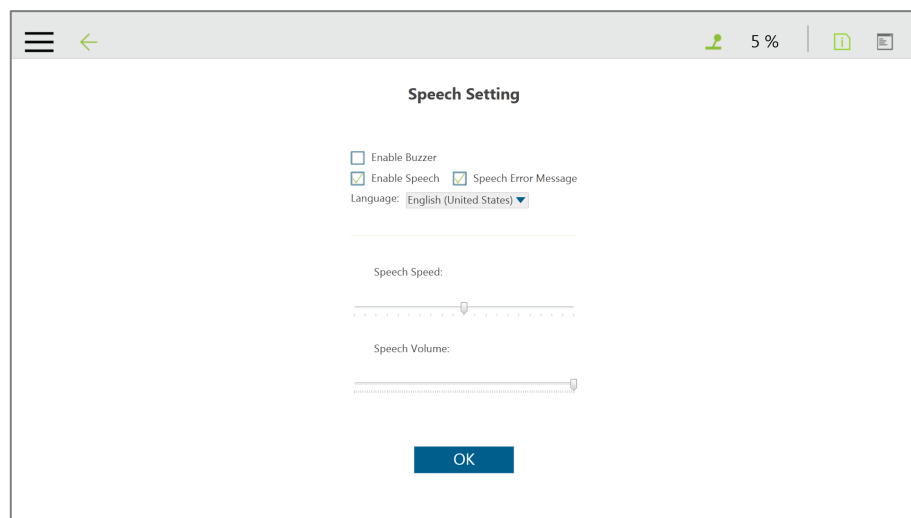 5 %
Speech Setting
Enable Buzzer
Enable Speech Speech Error Message
Language: English (United States)
Speech Speed:
Speech Volume:
OK